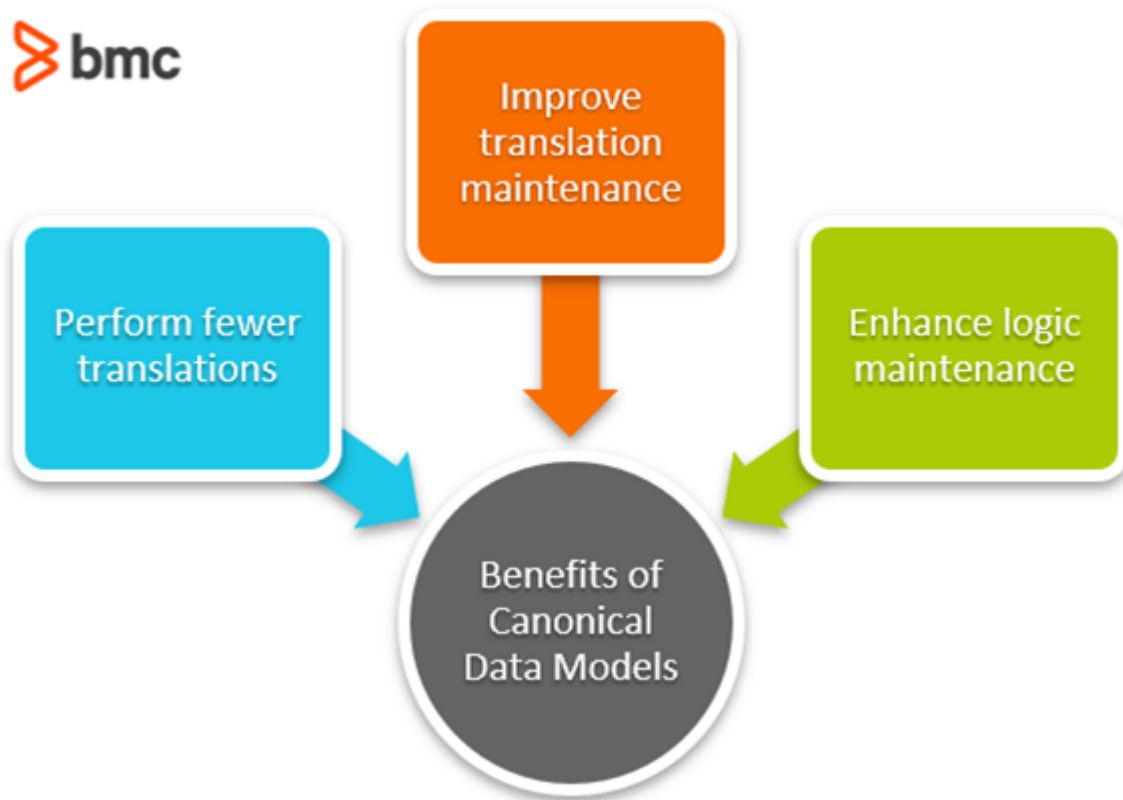 bmc
Improve
translation
maintenance
Perform fewer
translations
Enhance logic
maintenance
Benefits of
Canonical
Data Models